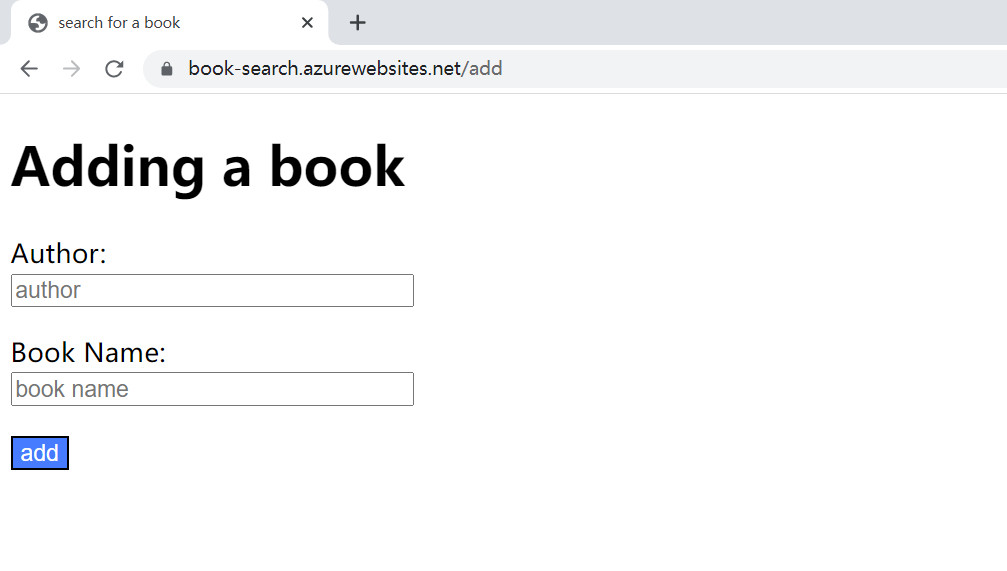 search for a book
book-search.azurewebsites.net/add
Adding a book
Author:
author
Book Name:
book name
add